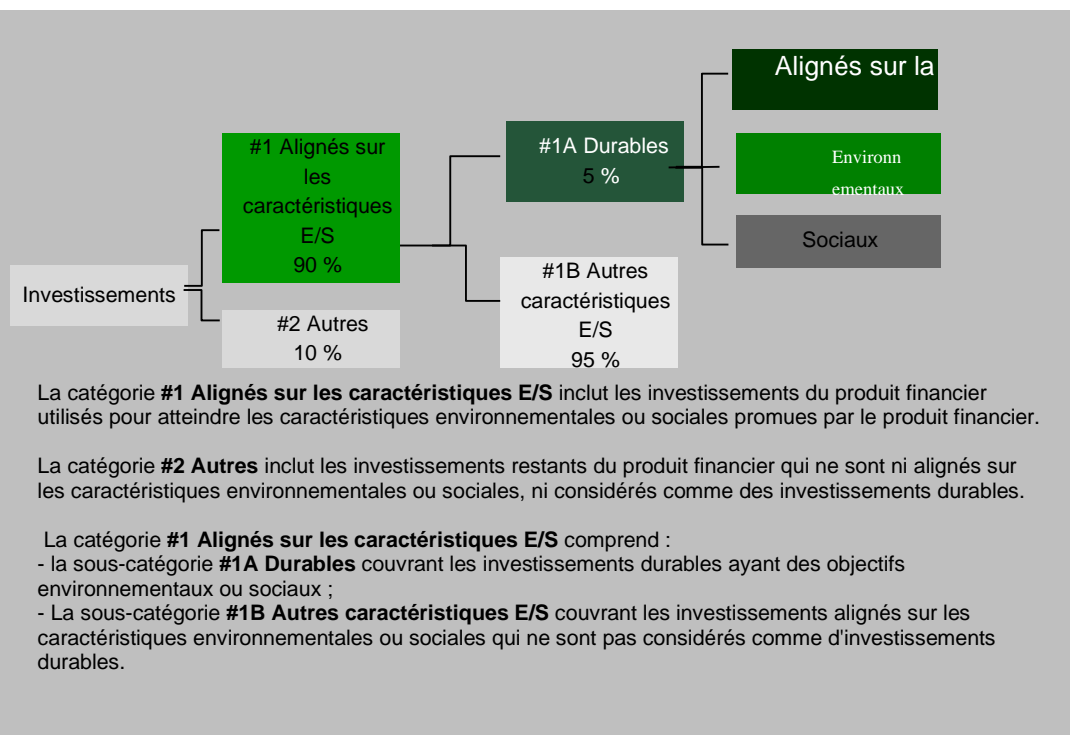 Alignés sur la
#1 Alignés sur
les
caractéristiques
E/S
90 %
#1A Durables
5 %
Environn
ementaux
Sociaux
Investissements
#1B Autres
caractéristiques
E/S
95 %
#2 Autres
10 %
La catégorie #1 Alignés sur les caractéristiques E/S inclut les investissements du produit financier
utilisés pour atteindre les caractéristiques environnementales ou sociales promues par le produit financier.
La catégorie #2 Autres inclut les investissements restants du produit financier qui ne sont ni alignés sur
les caractéristiques environnementales ou sociales, ni considérés comme des investissements durables.
La catégorie #1 Alignés sur les caractéristiques E/S comprend :
- la sous-catégorie #1A Durables couvrant les investissements durables ayant des objectifs
environnementaux ou sociaux ;
- La sous-catégorie #1B Autres caractéristiques E/S couvrant les investissements alignés sur les
caractéristiques environnementales ou sociales qui ne sont pas considérés comme d'investissements
durables.